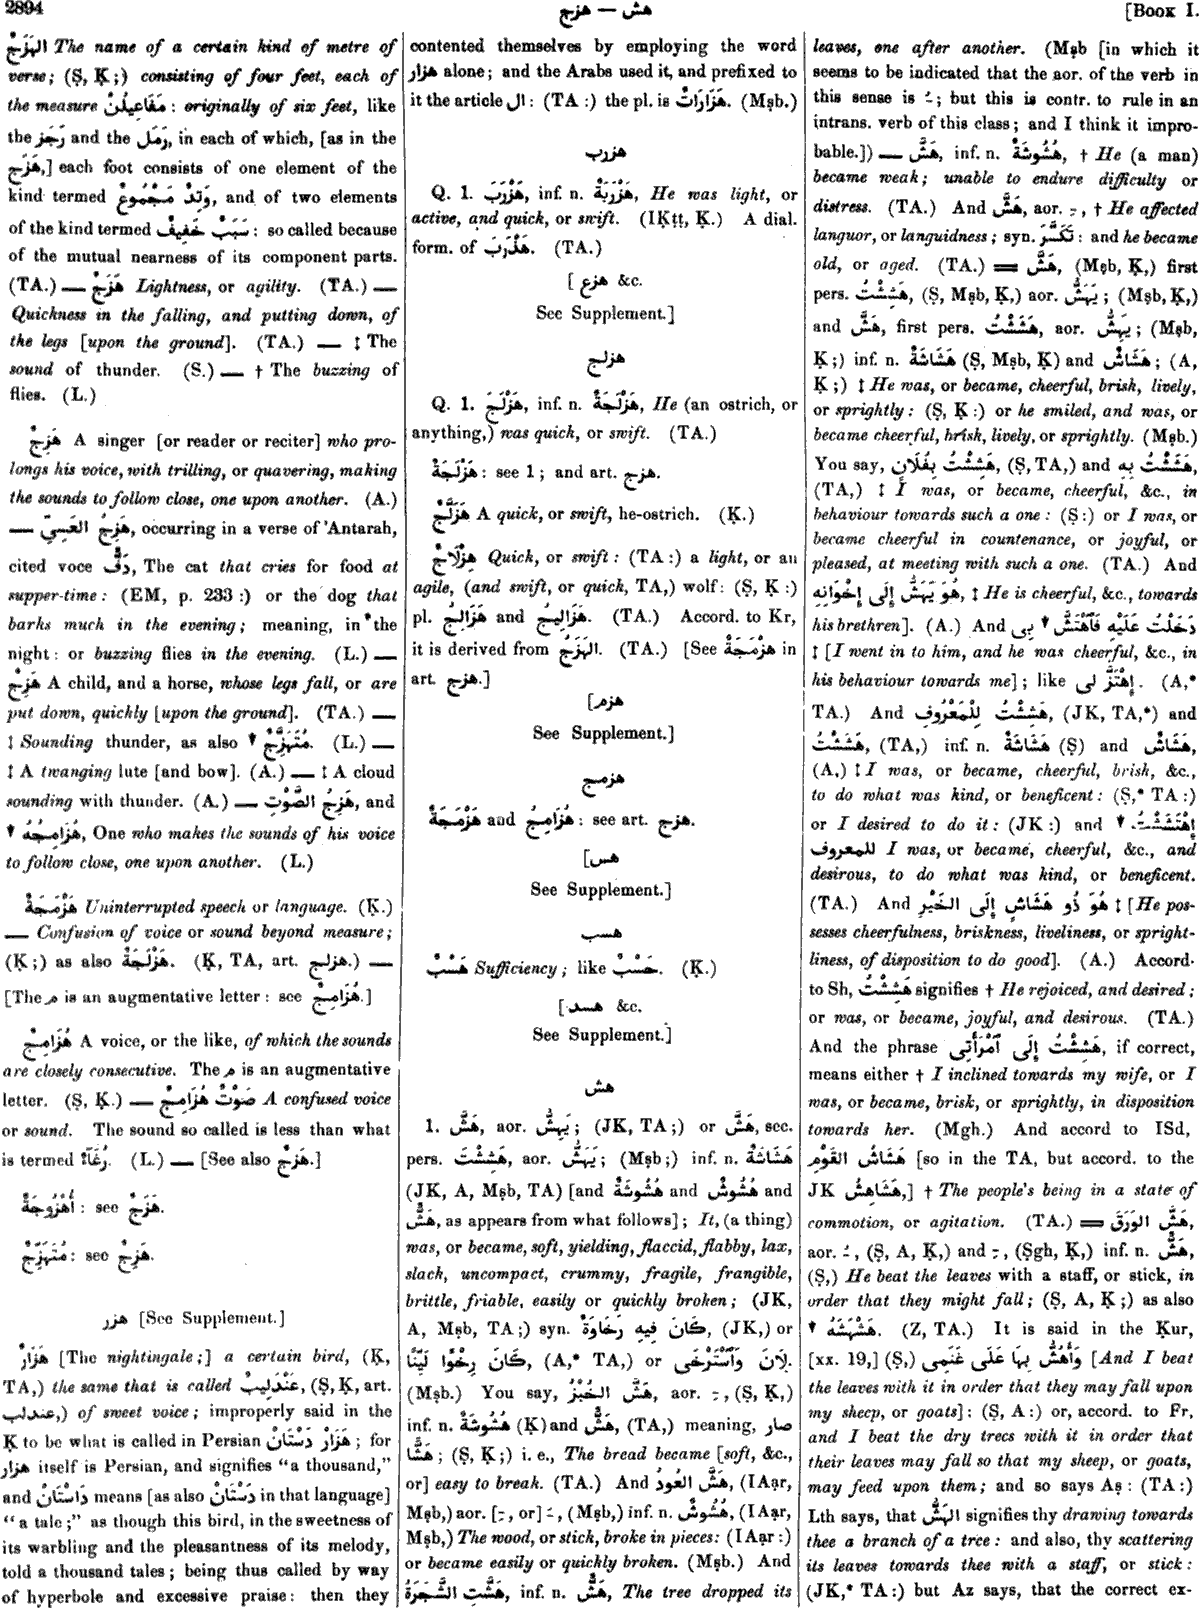 2894
هزج — هش
[Book I.
الهَزَجُ The name of a certain kind of metre of
verse; (Ṣ, Ḳ;) consisting of four feet, each of
the measure مَفَاعِيلُنْ: originally of six feet, like
the رَجَز and the رَمَل, in each of which, [as in the
هَزَج,] each foot consists of one element of the
kind termed وَتِدٌ مَجْمُوعٌ, and of two elements
of the kind termed سَبَبٌ خَفِيفٌ: so called because
of the mutual nearness of its component parts.
(TA.) — هَزَجٌ Lightness, or agility. (TA.) —
Quickness in the falling, and putting down, of
the legs [upon the ground]. (TA.) — ‡ The
sound of thunder. (S.) — † The buzzing of
flies. (L.)
هَزِجٌ A singer [or reader or reciter] who pro-
longs his voice, with trilling, or quavering, making
the sounds to follow close, one upon another. (A.)
— هَزِجُ العَشِىِّ, occurring in a verse of 'Antarah,
cited voce دَفٌّ, The cat that cries for food at
supper-time: (EM, p. 233:) or the dog that
barks much in the evening; meaning, in the
night: or buzzing flies in the evening. (L.) —
هَزِجٌ A child, and a horse, whose legs fall, or are
put down, quickly [upon the ground]. (TA.) —
‡ Sounding thunder, as also ▼ مُتَهَزِّجٌ. (L.) —
‡ A twanging lute [and bow]. (A.) — ‡ A cloud
sounding with thunder. (A.) — هَزِجُ الصَّوْتِ, and
▼ هُزَامِجُهُ, One who makes the sounds of his voice
to follow close, one upon another. (L.)
هَزْمَجَةٌ Uninterrupted speech or language. (Ḳ.)
— Confusion of voice or sound beyond measure;
(Ḳ;) as also هَزْلَجَةٌ. (Ḳ, TA, art. هزلج.) —
[The م is an augmentative letter: see هُزَامِجٌ.]
هُزَامِجٌ A voice, or the like, of which the sounds
are closely consecutive. The م is an augmentative
letter. (Ṣ, Ḳ.) — صَوْتٌ هُزَامِجٌ A confused voice
or sound. The sound so called is less than what
is termed رُغَآءٌ. (L.) — [See also هَزِجٌ.]
أُهْزُوجَةٌ: see هَزَجٌ.
مُتَهَزِّجٌ: see هَزِجٌ.
هزر [See Supplement.]
هَزَارٌ [The nightingale;] a certain bird, (Ḳ,
TA,) the same that is called عَنْدَلِيبٌ, (Ṣ, Ḳ, art.
عندلب,) of sweet voice; improperly said in the
Ḳ to be what is called in Persian هَزَارْ دَسْتَانْ; for
هزار itself is Persian, and signifies "a thousand,"
and دَاسْتَانْ means [as also دَسْتَانْ in that language]
"a tale;" as though this bird, in the sweetness of
its warbling and the pleasantness of its melody,
told a thousand tales; being thus called by way
of hyperbole and excessive praise: then they
contented themselves by employing the word
هزار alone; and the Arabs used it, and prefixed to
it the article ال: (TA:) the pl. is هَزَارَاتٌ. (Mṣb.)
هزرب
Q. 1. هَزْرَبَ, inf. n. هَزْرَبَةٌ, He was light, or
active, and quick, or swift. (IḲṭṭ, Ḳ.) A dial.
form. of هَذْرَبَ. (TA.)
[هزع &c.
See Supplement.]
هزلج
Q. 1. هَزْلَجَ, inf. n. هَزْلَجَةٌ, He (an ostrich, or
anything,) was quick, or swift. (TA.)
هَزْلَجَةٌ: see 1; and art. هزج.
هَزَلَّجٌ A quick, or swift, he-ostrich. (Ḳ.)
هِزْلَاجٌ Quick, or swift: (TA:) a light, or an
agile, (and swift, or quick, TA,) wolf: (Ṣ, Ḳ:)
pl. هَزَالِجُ and هَزَالِيجُ. (TA.) Accord. to Kr,
it is derived from الهَزَجُ. (TA.) [See هَزْمَجَةٌ in
art. هزج.]
[هزم
See Supplement.]
هزمج
هَزْمَجَةٌ and هُزَامِجٌ: see art. هزج.
[هس
See Supplement.]
هسب
هَسْبٌ Sufficiency; like حَسْبٌ. (Ḳ.)
[هسد &c.
See Supplement.]
هش
1. هَشَّ, aor. يَهِشُّ; (JK, TA;) or هَشَّ, sec.
pers. هَشِشْتَ, aor. يَهَشُّ; (Mṣb;) inf. n. هَشَاشَةٌ
(JK, A, Mṣb, TA) [and هُشُوشَةٌ and هُشُوشٌ and
هَشٌّ, as appears from what follows]; It, (a thing)
was, or became, soft, yielding, flaccid, flabby, lax,
slack, uncompact, crummy, fragile, frangible,
brittle, friable, easily or quickly broken; (JK,
A, Mṣb, TA;) syn. كَانَ فِيهِ رَخَاوَةٌ, (JK,) or
كَانَ رِخْوًا لَيِّنًا, (A,* TA,) or لَانَ وَٱسْتَرْخَى.
(Mṣb.) You say, هَشَّ الخُبْزُ, aor. ِ, (Ṣ, Ḳ,)
inf. n. هُشُوشَةٌ (Ḳ) and هَشٌّ, (TA,) meaning, صار
هَشًّا; (Ṣ, Ḳ;) i. e., The bread became [soft, &c.,
or] easy to break. (TA.) And هَشَّ العُودُ, (IAạr,
Mṣb,) aor. [ِ, or] َ, (Mṣb,) inf. n. هُشُوشٌ, (IAạr,
Mṣb,) The wood, or stick, broke in pieces: (IAạr:)
or became easily or quickly broken. (Mṣb.) And
هَشَّتِ الشَّجَرَةُ, inf. n. هَشٌّ, The tree dropped its
leaves, one after another. (Mṣb [in which it
seems to be indicated that the aor. of the verb in
this sense is ُ; but this is contr. to rule in an
intrans. verb of this class; and I think it impro-
bable.]) — هَشَّ, inf. n. هُشُوشَةٌ, † He (a man)
became weak; unable to endure difficulty or
distress. (TA.) And هَشَّ, aor. ِ, † He affected
languor, or languidness; syn. تَكَسَّرَ: and he became
old, or aged. (TA.) = هَشَّ, (Mṣb, Ḳ,) first
pers. هَشِشْتُ, (Ṣ, Mṣb, Ḳ,) aor. يَهَشُّ; (Mṣb, Ḳ,)
and هَشَّ, first pers. هَشَشْتُ, aor. يَهِشُّ; (Mṣb,
Ḳ;) inf. n. هَشَاشَةٌ (Ṣ, Mṣb, Ḳ) and هَشَاشٌ; (A,
Ḳ;) ‡ He was, or became, cheerful, brisk, lively,
or sprightly: (Ṣ, Ḳ:) or he smiled, and was, or
became cheerful, brisk, lively, or sprightly. (Mṣb.)
You say, هَشِشْتُ بِفُلَانٍ, (Ṣ, TA,) and هَشَشْتُ بِهِ,
(TA,) ‡ I was, or became, cheerful, &c., in
behaviour towards such a one: (Ṣ:) or I was, or
became cheerful in countenance, or joyful, or
pleased, at meeting with such a one. (TA.) And
هُوَ يَهَشُّ إِلَى إِخْوَانِهِ, ‡ He is cheerful, &c., towards
his brethren]. (A.) And دَخَلْتُ عَلَيْهِ فَٱهْتَشَّ ▼ بِى
‡ [I went in to him, and he was cheerful, &c., in
his behaviour towards me]; like إِهْتَزَّ لى. (A,*
TA.) And هَشِشْتُ لِلْمَعْرُوفِ, (JK, TA,*) and
هَشَشْتُ, (TA,) inf. n. هَشَاشَةٌ (Ṣ) and هَشَاشٌ,
(A,) ‡ I was, or became, cheerful, brisk, &c.,
to do what was kind, or beneficent: (Ṣ,* TA:)
or I desired to do it: (JK:) and ▼ إِهْتَشَشْتُ
للمعروف I was, or became, cheerful, &c., and
desirous, to do what was kind, or beneficent.
(TA.) And هُوَ ذُو هَشَاشٍ إِلَى الخَيْرِ ‡ [He pos-
sesses cheerfulness, briskness, liveliness, or spright-
liness, of disposition to do good]. (A.) Accord.
to Sh, هَشِشْتُ signifies † He rejoiced, and desired;
or was, or became, joyful, and desirous. (TA.)
And the phrase هَشِشْتُ إِلَى ٱمْرَأَتِى, if correct,
means either † I inclined towards my wife, or I
was, or became, brisk, or sprightly, in disposition
towards her. (Mgh.) And accord to ISd,
هَشَاشُ القَوْمِ [so in the TA, but accord. to the
JK هَشَاهِشُ,] † The people's being in a state of
commotion, or agitation. (TA.) = هَشَّ الوَرَقَ,
aor. ُ, (Ṣ, A, Ḳ,) and ِ, (Ṣgh, Ḳ,) inf. n. هَشٌّ,
(Ṣ,) He beat the leaves with a staff, or stick, in
order that they might fall; (Ṣ, A, Ḳ;) as also
▼ هَشْهَشَهُ. (Z, TA.) It is said in the Ḳur,
[xx. 19,] (Ṣ,) وَأَهُشُّ بِهَا عَلَى غَنَمِى [And I beat
the leaves with it in order that they may fall upon
my sheep, or goats]: (Ṣ, A:) or, accord. to Fr,
and I beat the dry trees with it in order that
their leaves may fall so that my sheep, or goats,
may feed upon them; and so says Aṣ: (TA:)
Lth says, that الهَشُّ signifies thy drawing towards
thee a branch of a tree: and also, thy scattering
its leaves towards thee with a staff, or stick:
(JK,* TA:) but Az says, that the correct ex-